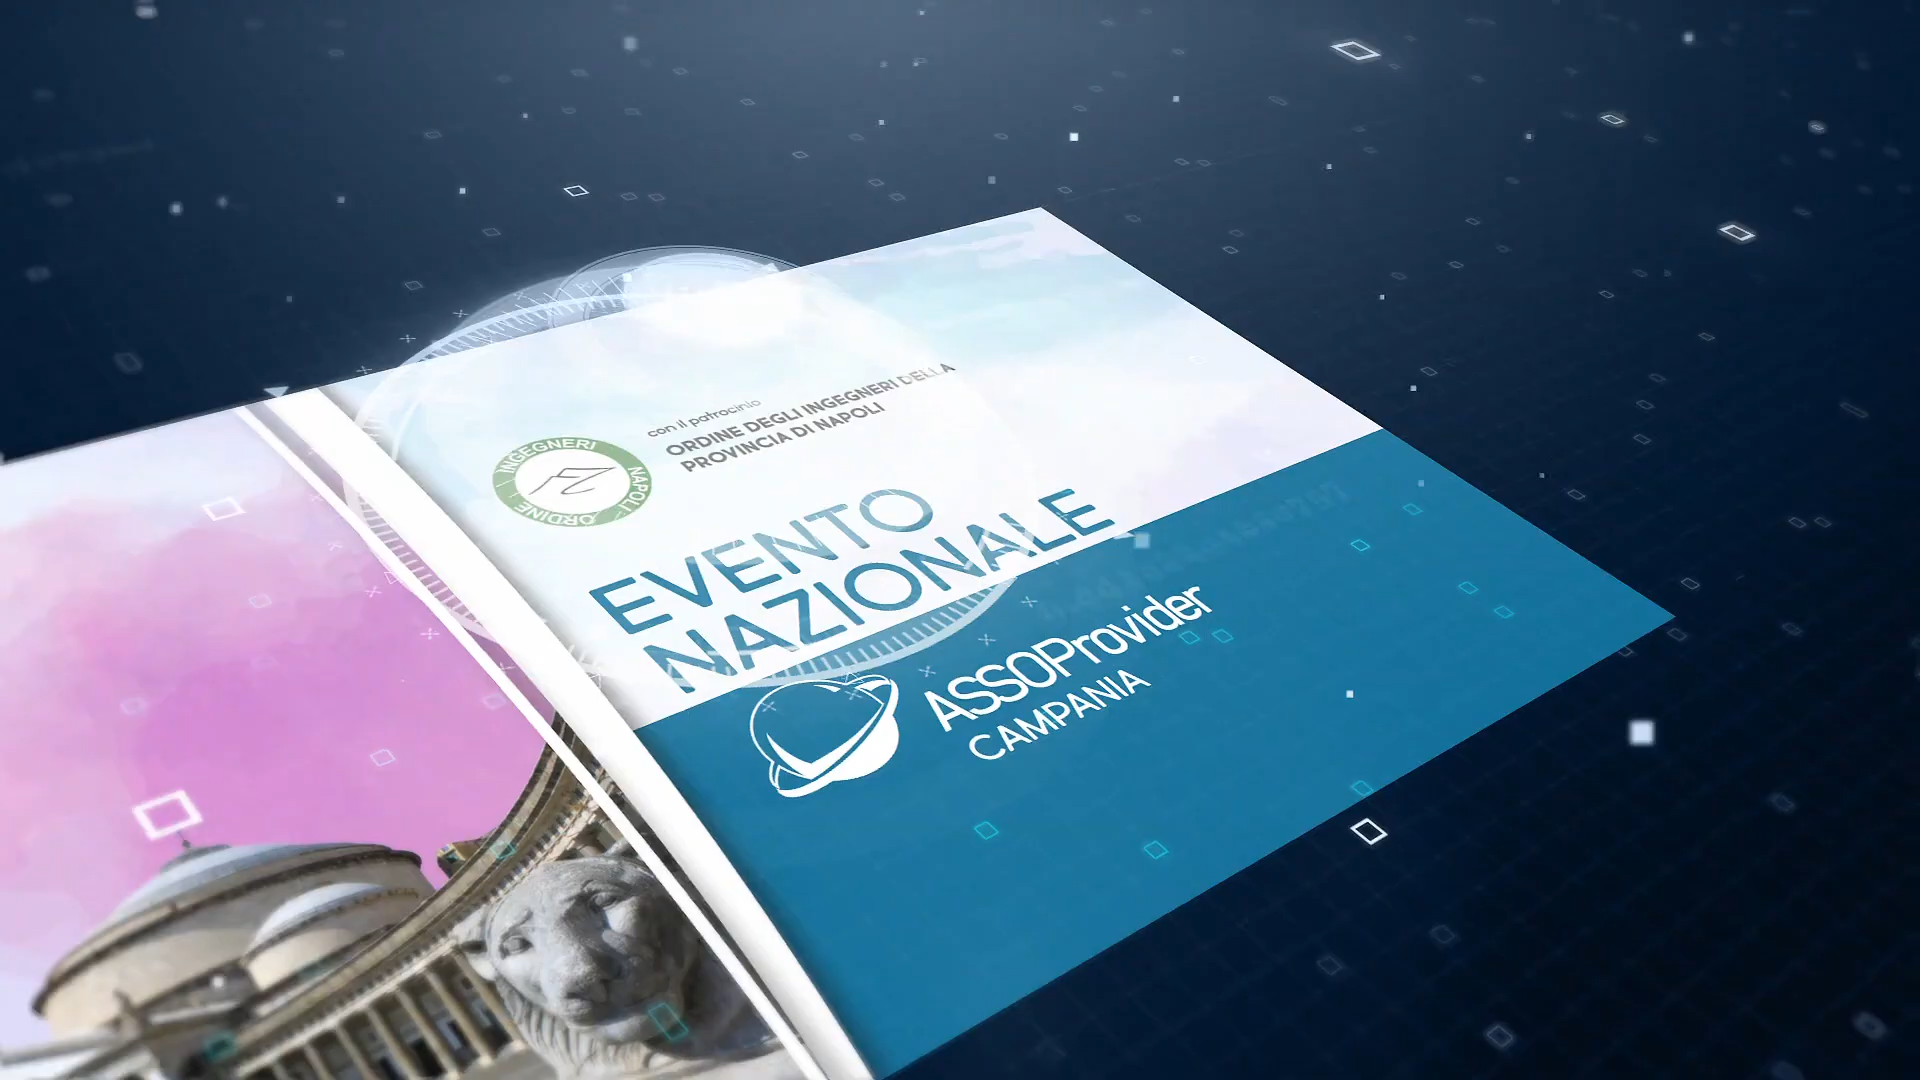 con il patrocinio
ORDINE DEGLI INGEGNERI DELLA
PROVINCIA DI NAPOLI
INGEGNERI NAPOLI ORDINE
EVENTO
NAZIONALE
ASSOProvider
CAMPANIA